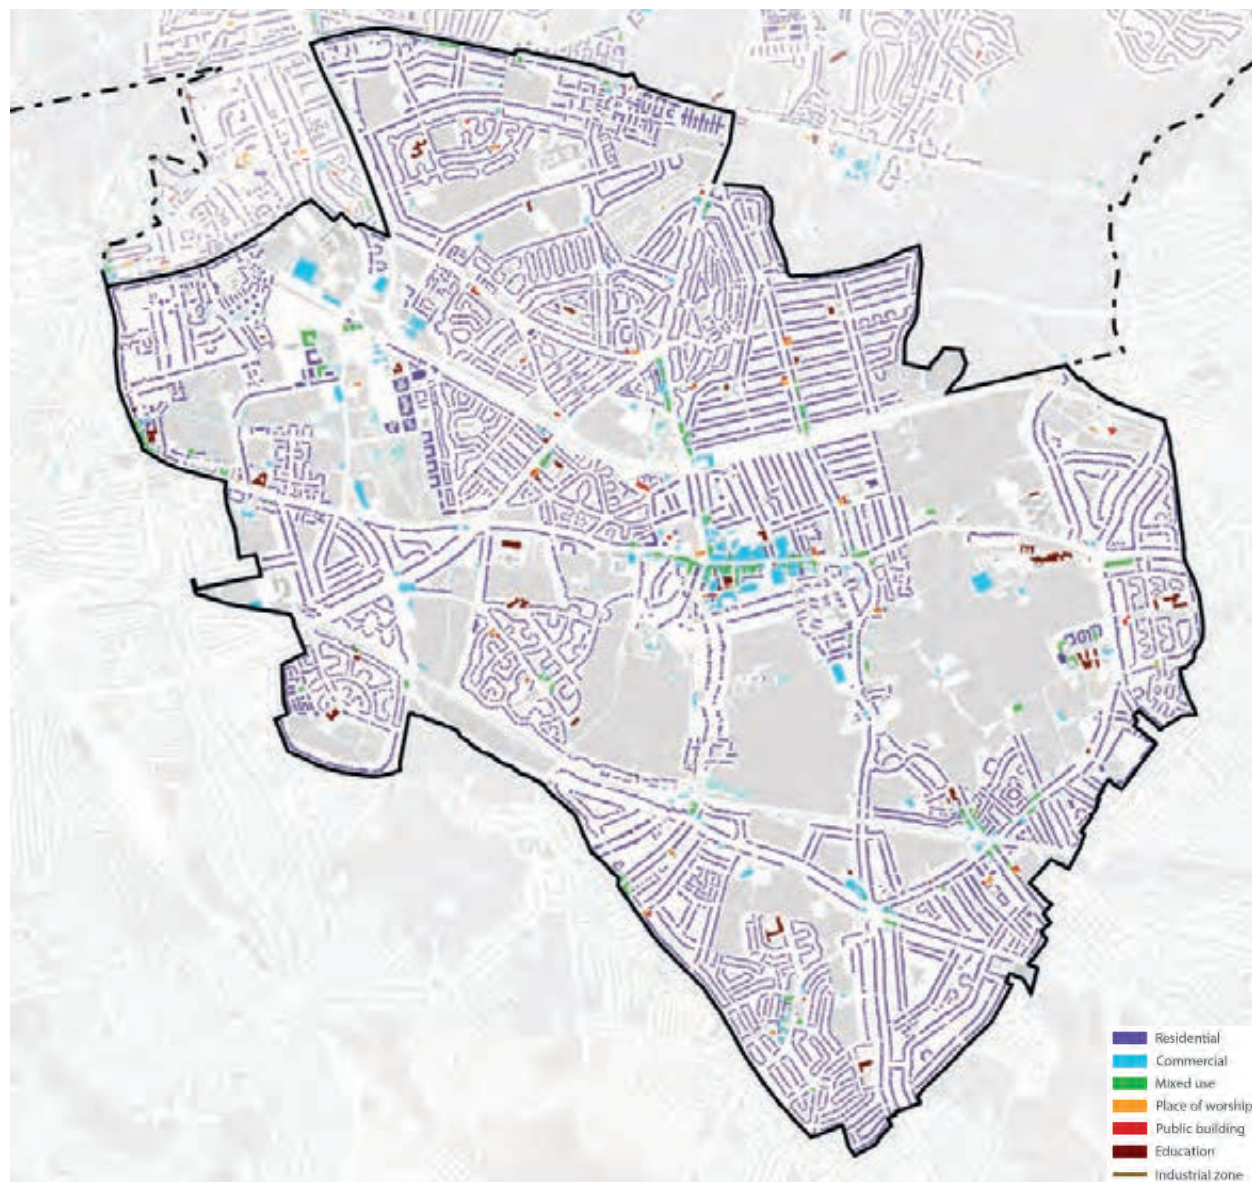 Residential
Commercial
Mixed use
Place of worship
Public building
Education
Industrial zone